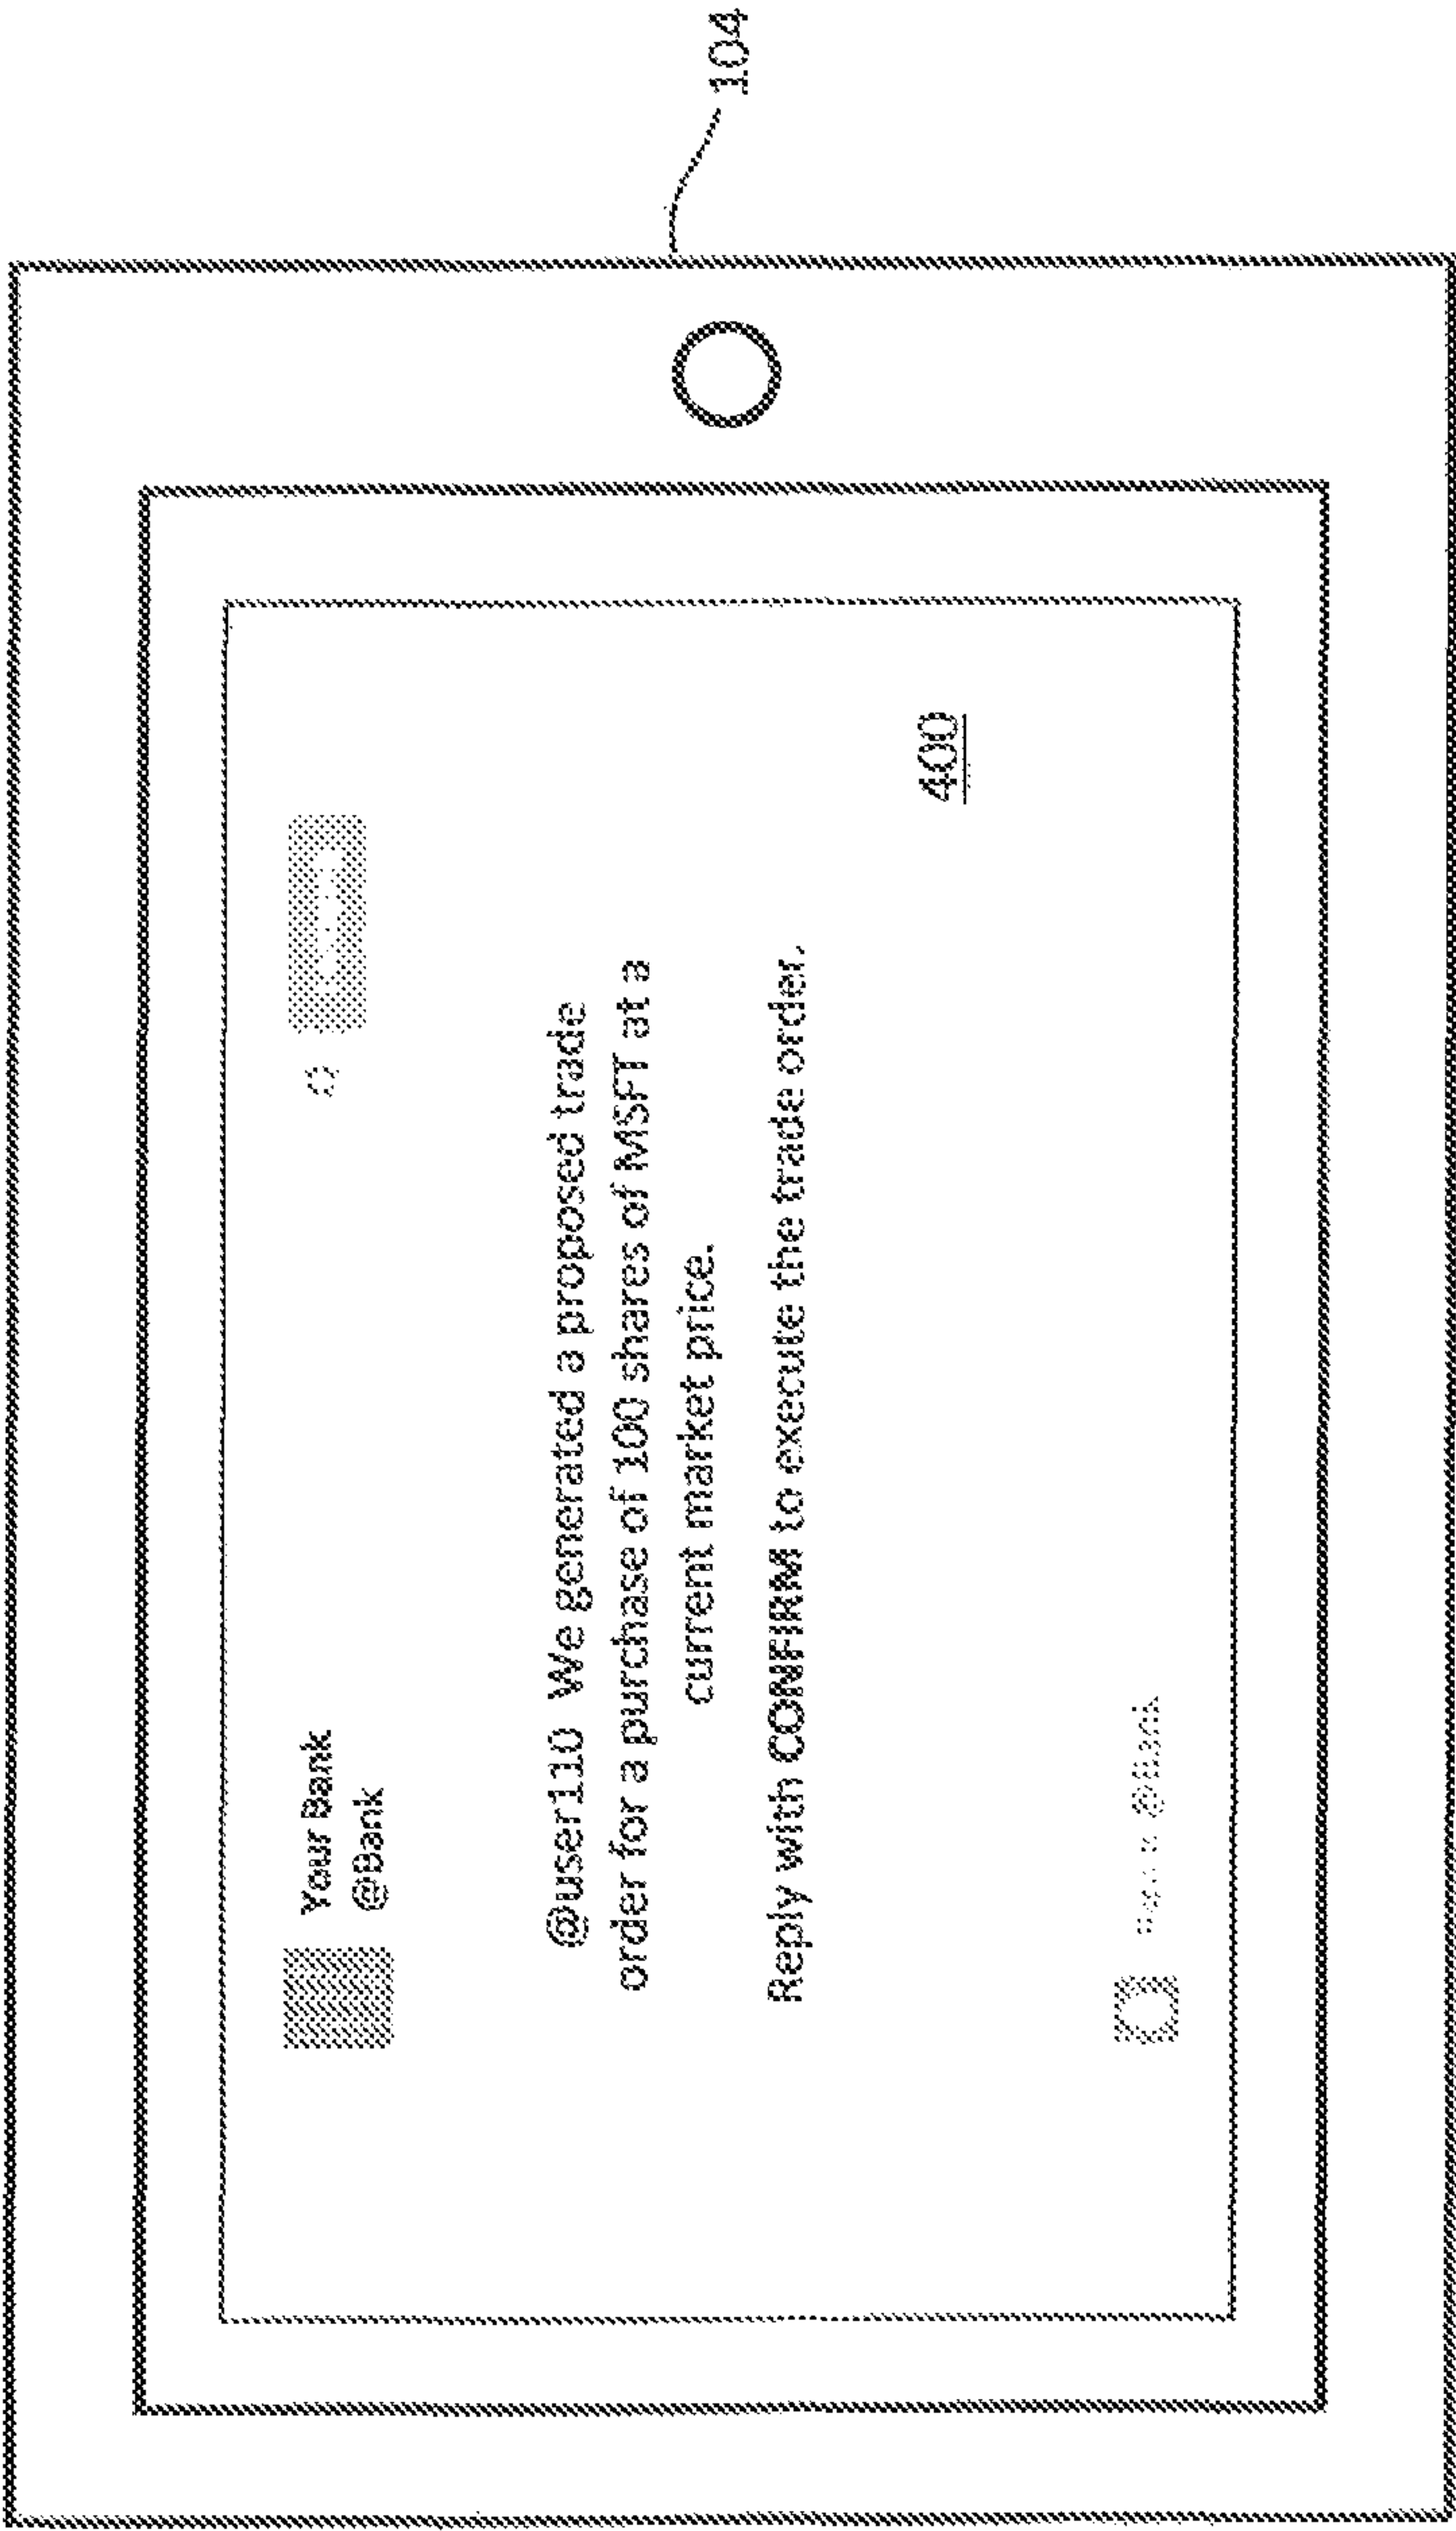 104
Your Bank
@Bank
@user110 We generated a proposed trade
order for a purchase of 100 shares of MSFT at a
current market price.
Reply with CONFIRM to execute the trade order.
400
@Bank